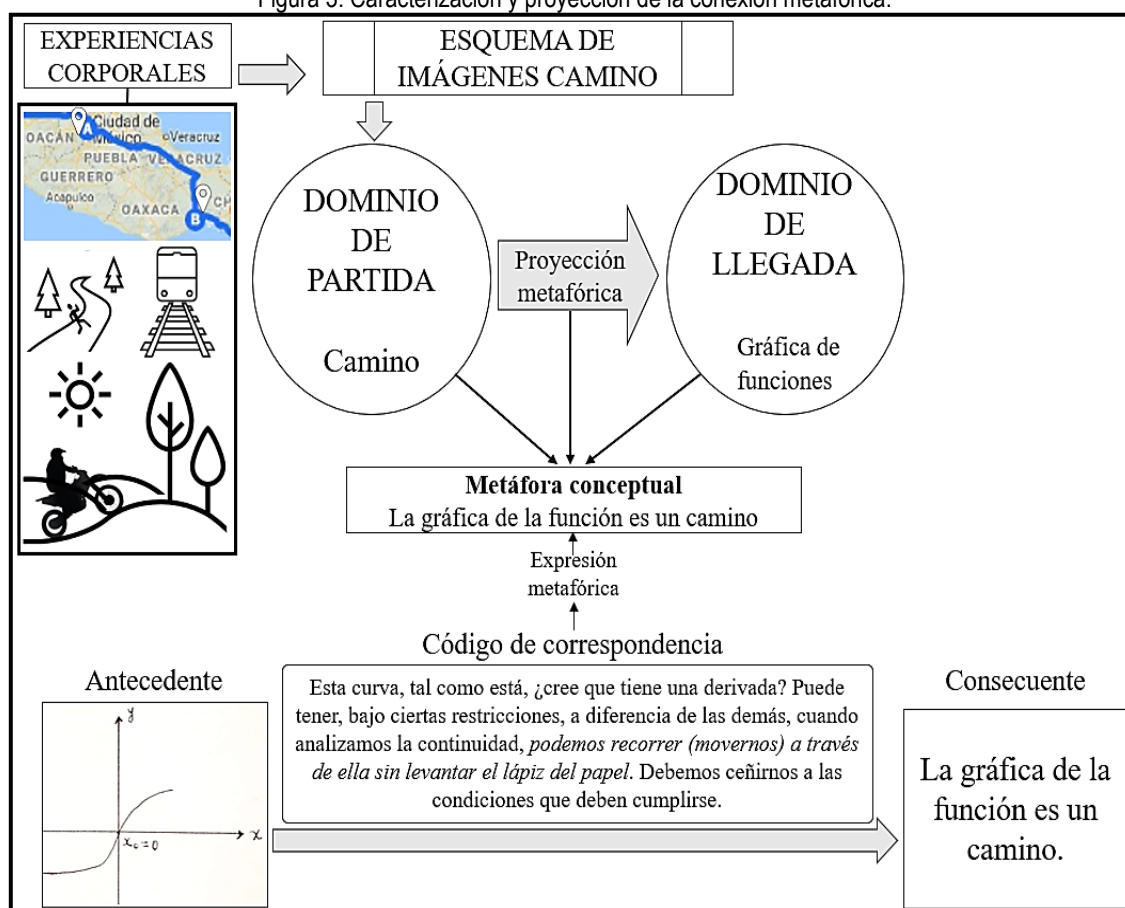 Figura 3. Caracterización y proyección de la conexión metafórica.
EXPERIENCIAS
CORPORALES
ESQUEMA DE
IMÁGENES CAMINO
A
Ciudad de
México
Veracruz
OACÁN
PUEBLA
VERACRUZ
GUERRERO
Acapulco
OAXACA
CH
B
DOMINIO
DE
PARTIDA
Camino
Proyección
metafórica
DOMINIO
DE
LLEGADA
Gráfica de
funciones
Metáfora conceptual
La gráfica de la función es un camino
Expresión
metafórica
Código de correspondencia
Antecedente
y
x
x₀=0
Esta curva, tal como está, ¿cree que tiene una derivada? Puede
tener, bajo ciertas restricciones, a diferencia de las demás, cuando
analizamos la continuidad, podemos recorrer (movernos) a través
de ella sin levantar el lápiz del papel. Debemos ceñirnos a las
condiciones que deben cumplirse.
Consecuente
La gráfica de la
función es un
camino.